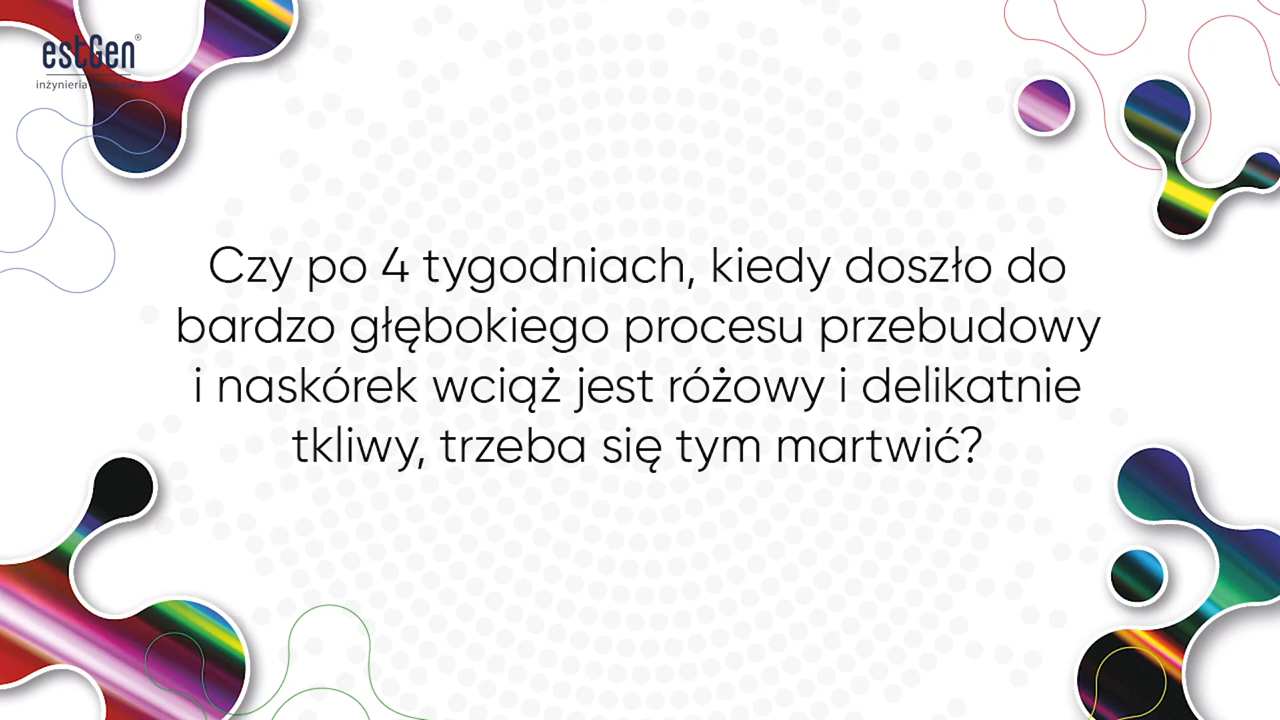 estGen®
inżynieria
Czy po 4 tygodniach, kiedy doszło do
bardzo głębokiego procesu przebudowy
i naskórek wciąż jest różowy i delikatnie
tkliwy, trzeba się tym martwić?